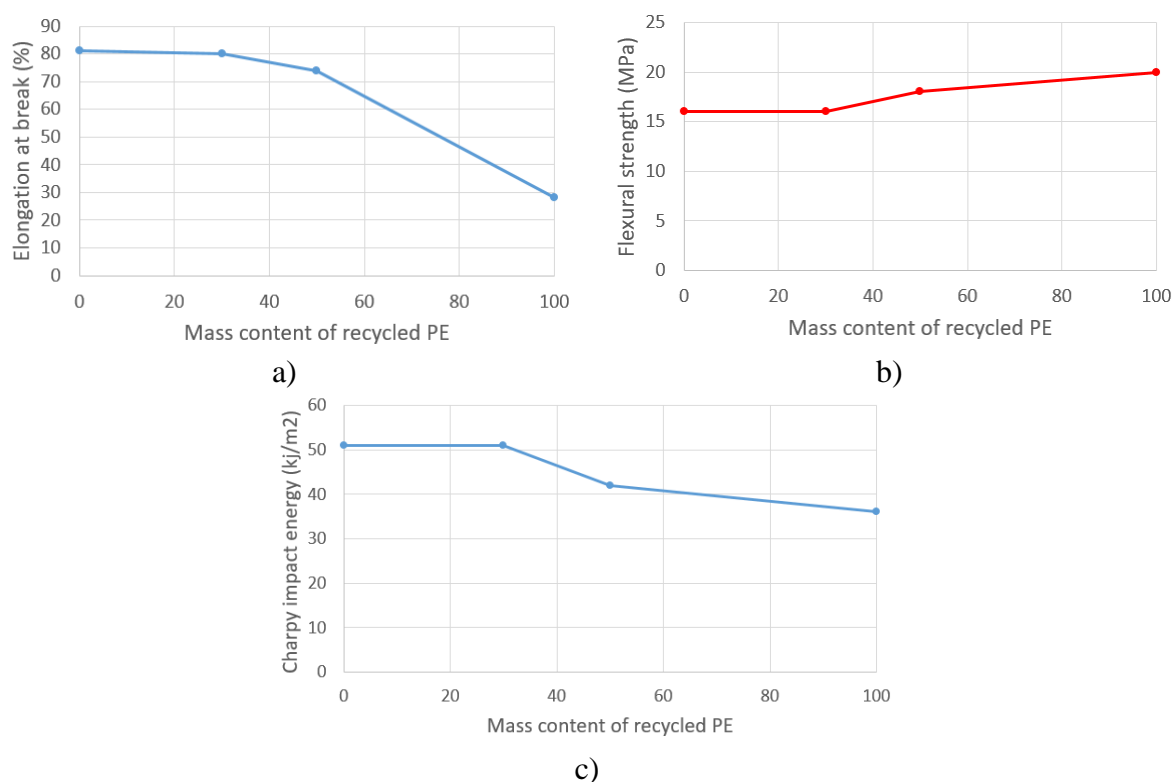 Elongation at break (%)
90
80
70
60
50
40
30
20
10
0
0 20 40 60 80 100
Mass content of recycled PE
a)
Flexural strength (MPa)
25
20
15
10
5
0
0 20 40 60 80 100
Mass content of recycled PE
b)
Charpy impact energy (kj/m2)
60
50
40
30
20
10
0
0 20 40 60 80 100
Mass content of recycled PE
c)